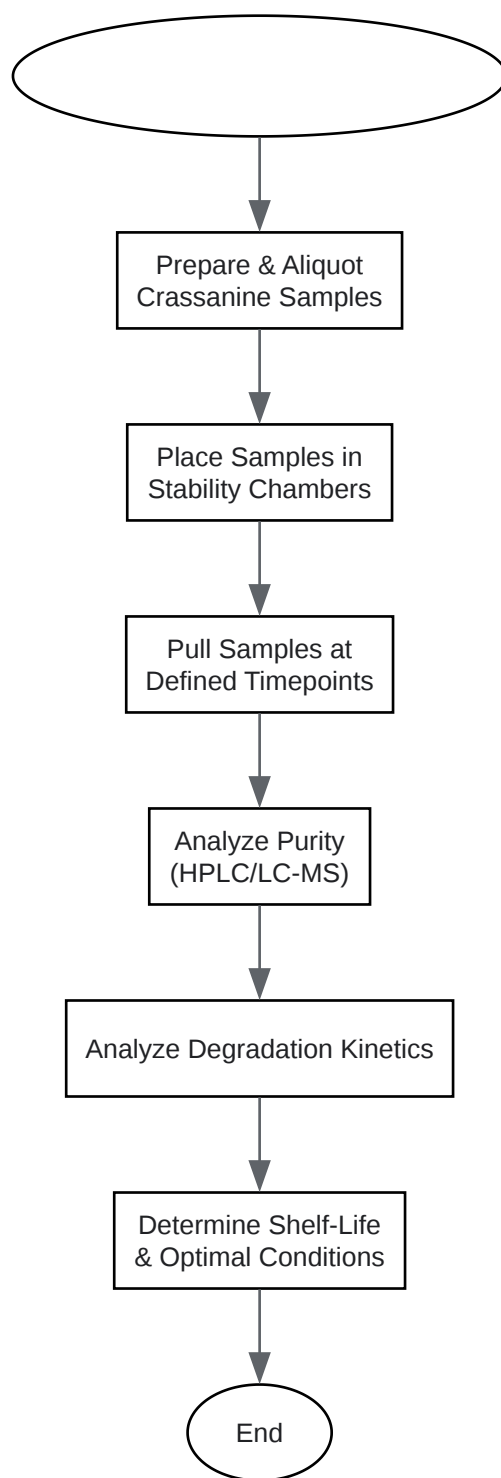 Prepare & Aliquot
Crassanine Samples
Place Samples in
Stability Chambers
Pull Samples at
Defined Timepoints
Analyze Purity
(HPLC/LC-MS)
Analyze Degradation Kinetics
Determine Shelf-Life
& Optimal Conditions
End